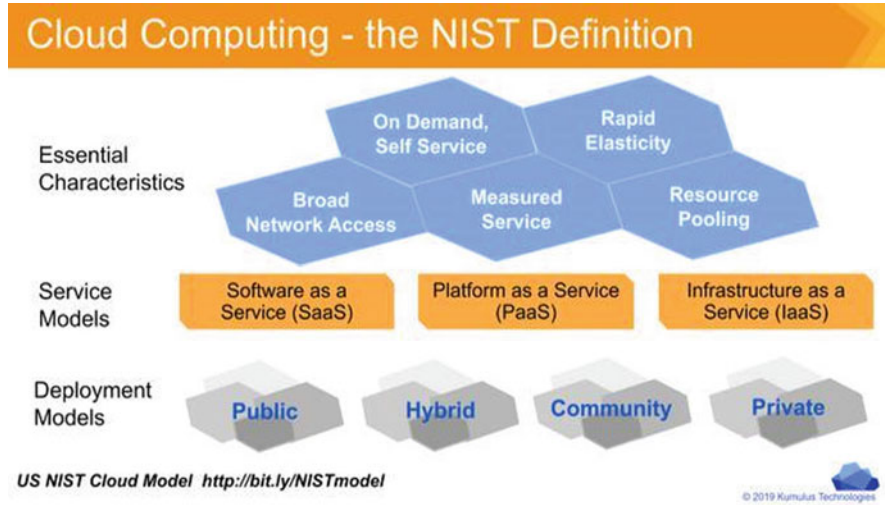 Cloud Computing - the NIST Definition
Essential
Characteristics
On Demand,
Self Service
Rapid
Elasticity
Broad
Network Access
Measured
Service
Resource
Pooling
Service
Models
Software as a
Service (SaaS)
Platform as a Service
(PaaS)
Infrastructure as a
Service (IaaS)
Deployment
Models
Public
Hybrid
Community
Private
US NIST Cloud Model http://bit.ly/NISTmodel
© 2019 Kumulus Technologies